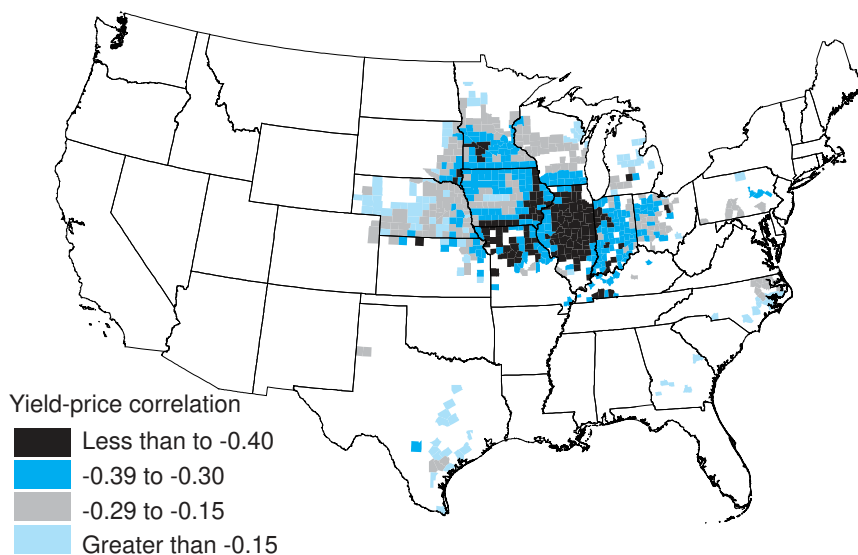 Yield-price correlation
Less than to -0.40
-0.39 to -0.30
-0.29 to -0.15
Greater than -0.15